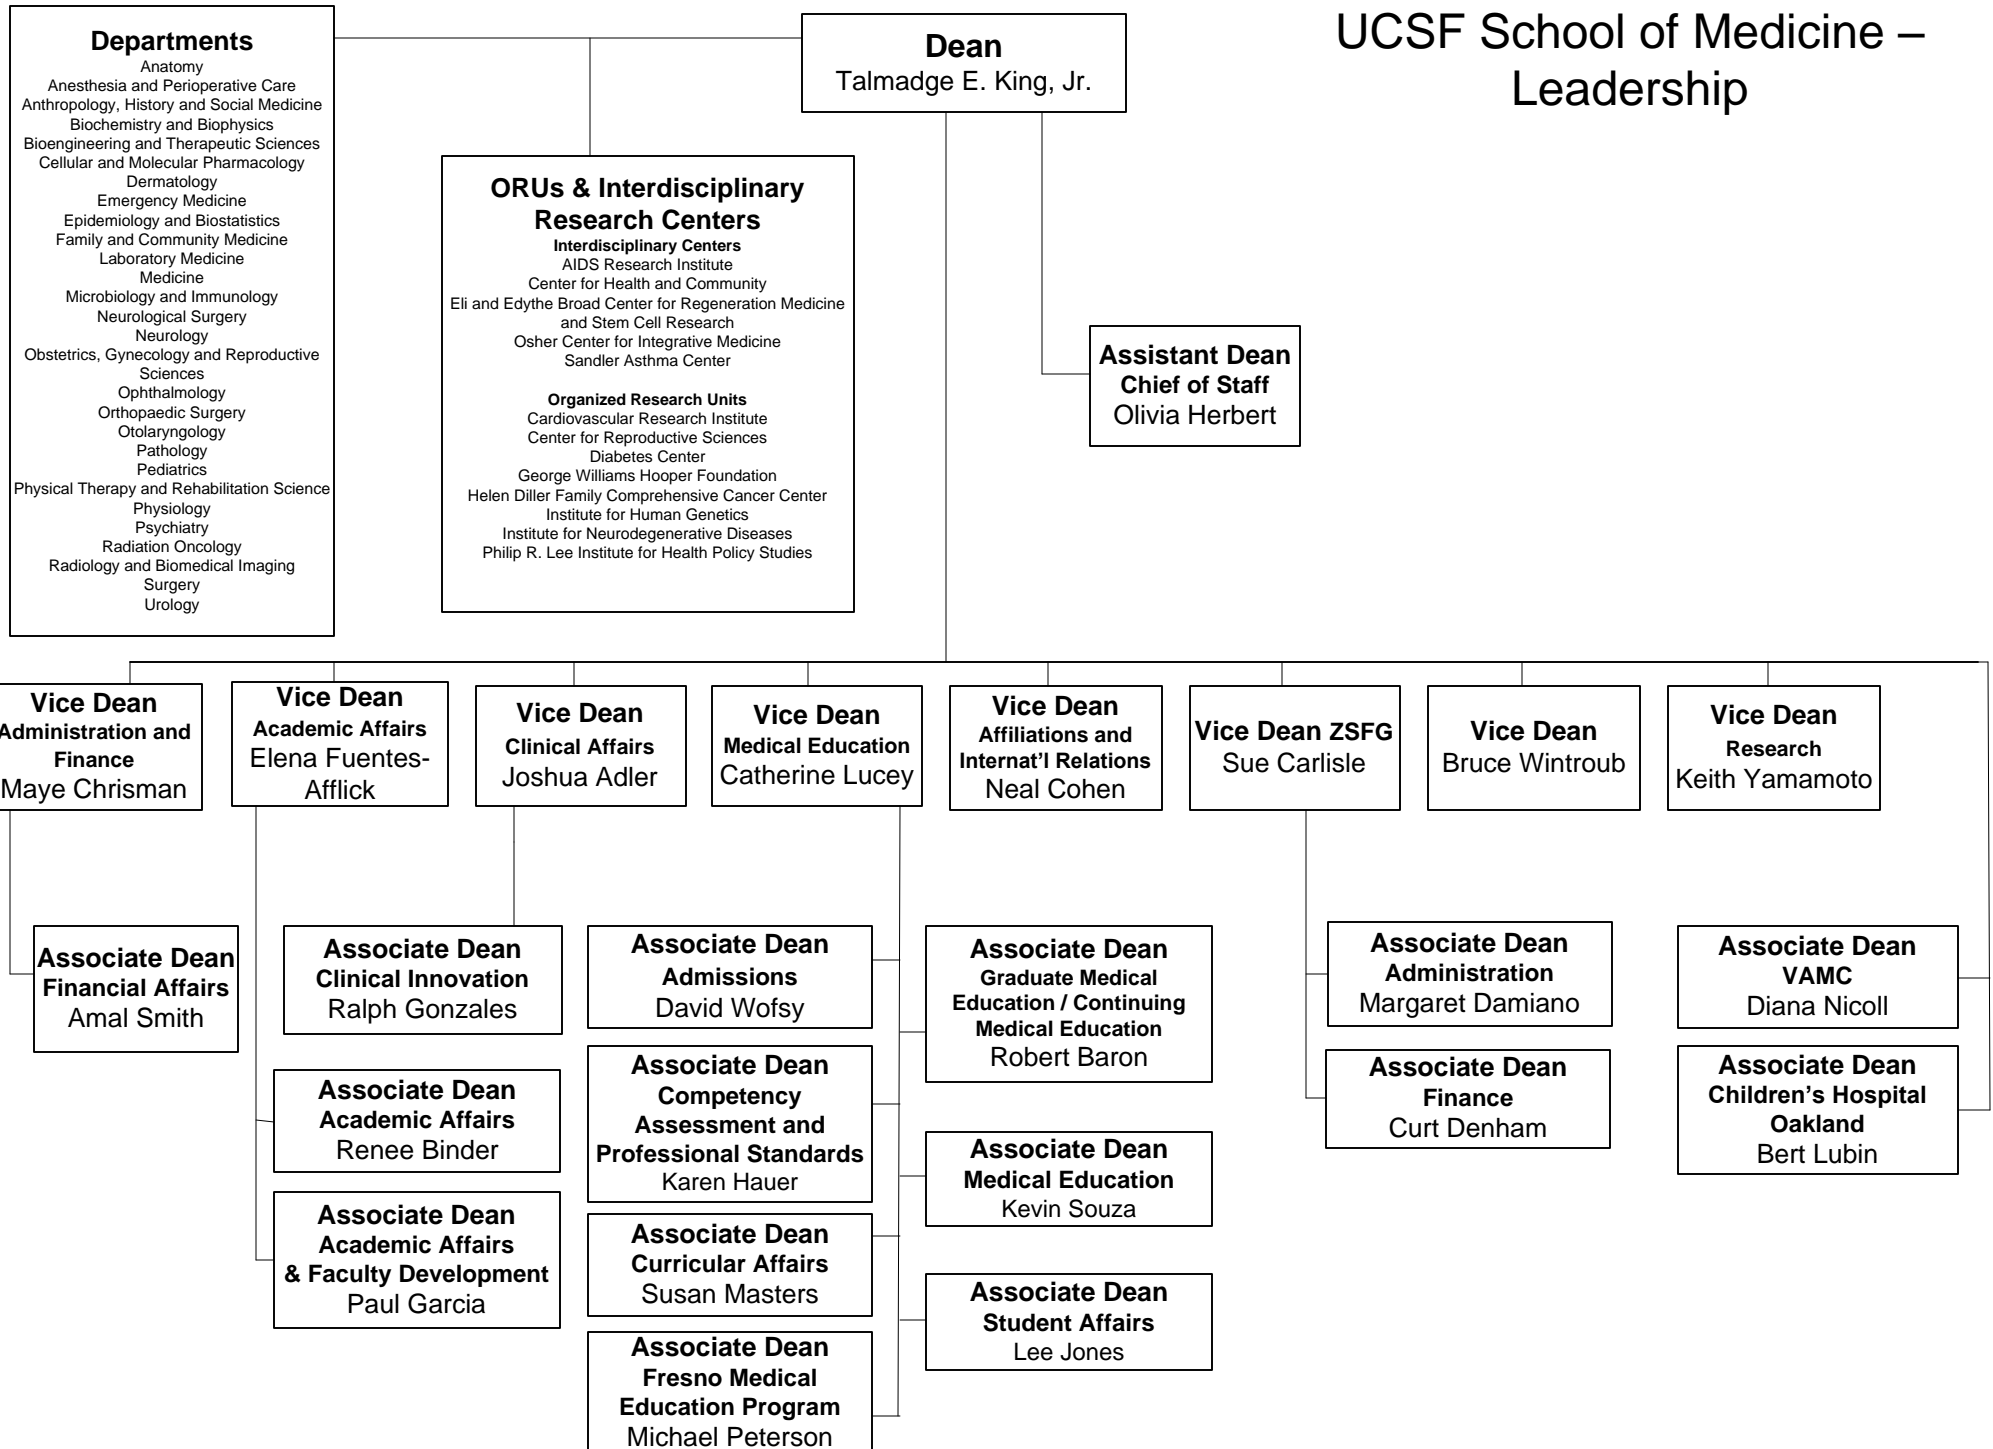 UCSF School of Medicine –
Leadership
Departments
Anatomy
Anesthesia and Perioperative Care
Anthropology, History and Social Medicine
Biochemistry and Biophysics
Bioengineering and Therapeutic Sciences
Cellular and Molecular Pharmacology
Dermatology
Emergency Medicine
Epidemiology and Biostatistics
Family and Community Medicine
Laboratory Medicine
Medicine
Microbiology and Immunology
Neurological Surgery
Neurology
Obstetrics, Gynecology and Reproductive
Sciences
Ophthalmology
Orthopaedic Surgery
Otolaryngology
Pathology
Pediatrics
Physical Therapy and Rehabilitation Science
Physiology
Psychiatry
Radiation Oncology
Radiology and Biomedical Imaging
Surgery
Urology
Dean
Talmadge E. King, Jr.
ORUs & Interdisciplinary
Research Centers
Interdisciplinary Centers
AIDS Research Institute
Center for Health and Community
Eli and Edythe Broad Center for Regeneration Medicine
and Stem Cell Research
Osher Center for Integrative Medicine
Sandler Asthma Center
Organized Research Units
Cardiovascular Research Institute
Center for Reproductive Sciences
Diabetes Center
George Williams Hooper Foundation
Helen Diller Family Comprehensive Cancer Center
Institute for Human Genetics
Institute for Neurodegenerative Diseases
Philip R. Lee Institute for Health Policy Studies
Assistant Dean
Chief of Staff
Olivia Herbert
Vice Dean
Administration and
Finance
Maye Chrisman
Vice Dean
Academic Affairs
Elena Fuentes-
Afflick
Vice Dean
Clinical Affairs
Joshua Adler
Vice Dean
Medical Education
Catherine Lucey
Vice Dean
Affiliations and
Internat’l Relations
Neal Cohen
Vice Dean ZSFG
Sue Carlisle
Vice Dean
Bruce Wintroub
Vice Dean
Research
Keith Yamamoto
Associate Dean
Financial Affairs
Amal Smith
Associate Dean
Clinical Innovation
Ralph Gonzales
Associate Dean
Academic Affairs
Renee Binder
Associate Dean
Academic Affairs
& Faculty Development
Paul Garcia
Associate Dean
Admissions
David Wofsy
Associate Dean
Competency
Assessment and
Professional Standards
Karen Hauer
Associate Dean
Curricular Affairs
Susan Masters
Associate Dean
Fresno Medical
Education Program
Michael Peterson
Associate Dean
Graduate Medical
Education / Continuing
Medical Education
Robert Baron
Associate Dean
Medical Education
Kevin Souza
Associate Dean
Student Affairs
Lee Jones
Associate Dean
Administration
Margaret Damiano
Associate Dean
Finance
Curt Denham
Associate Dean
VAMC
Diana Nicoll
Associate Dean
Children’s Hospital
Oakland
Bert Lubin